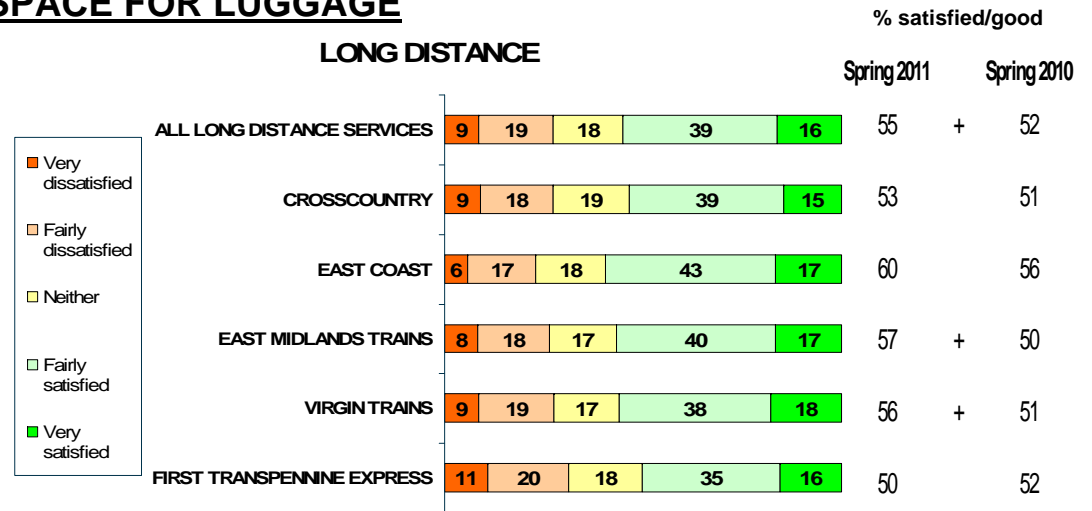 SPACE FOR LUGGAGE
% satisfied/good
LONG DISTANCE
Spring 2011 Spring 2010
ALL LONG DISTANCE SERVICES 9 19 18 39 16 55 + 52
CROSSCOUNTRY 9 18 19 39 15 53 51
EAST COAST 6 17 18 43 17 60 56
EAST MIDLANDS TRAINS 8 18 17 40 17 57 + 50
VIRGIN TRAINS 9 19 17 38 18 56 + 51
FIRST TRANSPENNINE EXPRESS 11 20 18 35 16 50 52
Very
dissatisfied
Fairly
dissatisfied
Neither
Fairly
satisfied
Very
satisfied